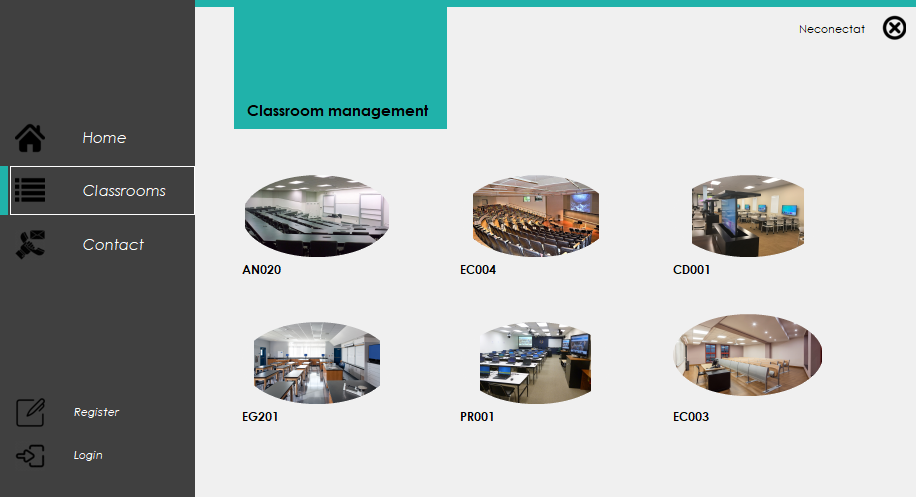 Neconectat
Classroom management
Home
Classrooms
Contact
AN020
EC004
CD001
EG201
PR001
EC003
Register
Login